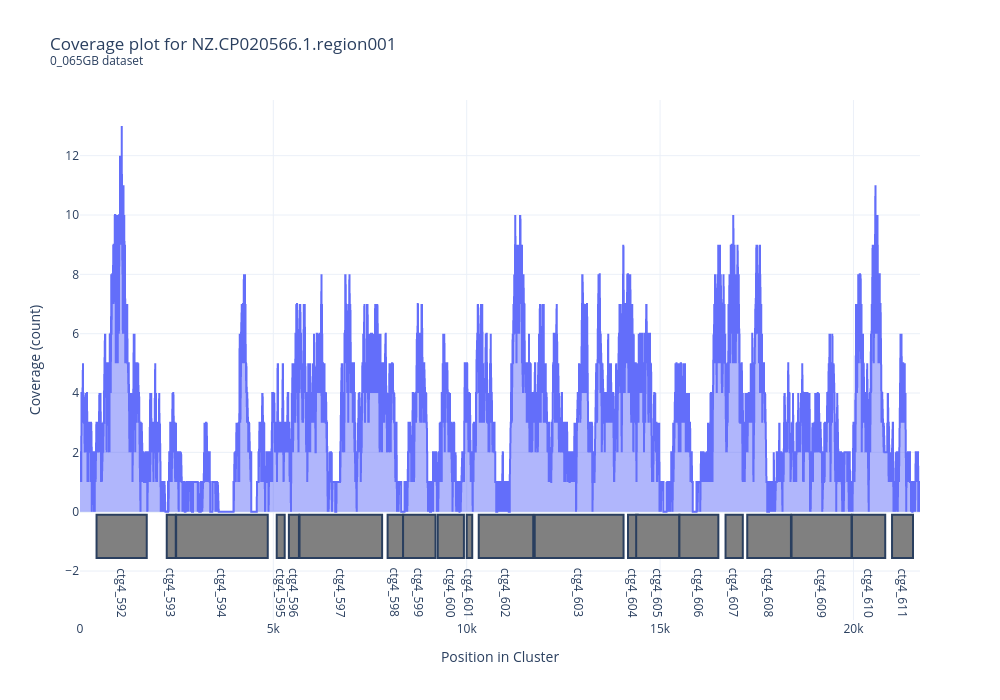 Coverage plot for NZ.CP020566.1.region001
0_065GB dataset
Coverage (count)
12
10
8
6
4
2
0
−2
ctg4_592
ctg4_593
ctg4_594
ctg4_595
ctg4_596
ctg4_597
ctg4_598
ctg4_599
ctg4_600
ctg4_601
ctg4_602
ctg4_603
ctg4_604
ctg4_605
ctg4_606
ctg4_607
ctg4_608
ctg4_609
ctg4_610
ctg4_611
0 5k 10k 15k 20k
Position in Cluster